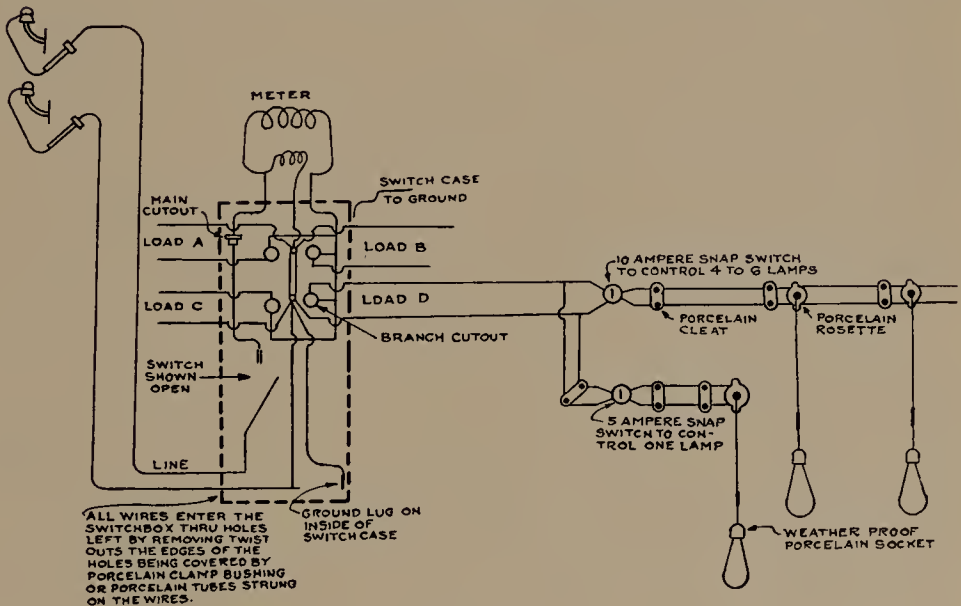 METER
SWITCH CASE
TO GROUND
MAIN
CUTOUT
LOAD A
LOAD B
10 AMPERE SNAP SWITCH
TO CONTROL 4 TO 6 LAMPS
LOAD C
LOAD D
PORCELAIN
CLEAT
PORCELAIN
ROSETTE
BRANCH CUTOUT
SWITCH
SHOWN
OPEN
5 AMPERE SNAP
SWITCH TO CON-
TROL ONE LAMP
LINE
ALL WIRES ENTER THE
SWITCHBOX THRU HOLES
LEFT BY REMOVING TWIST
OUTS THE EDGES OF THE
HOLES BEING COVERED BY
PORCELAIN CLAMP BUSHING
OR PORCELAIN TUBES STRUNG
ON THE WIRES.
GROUND LUG ON
INSIDE OF
SWITCH CASE
WEATHER PROOF
PORCELAIN SOCKET